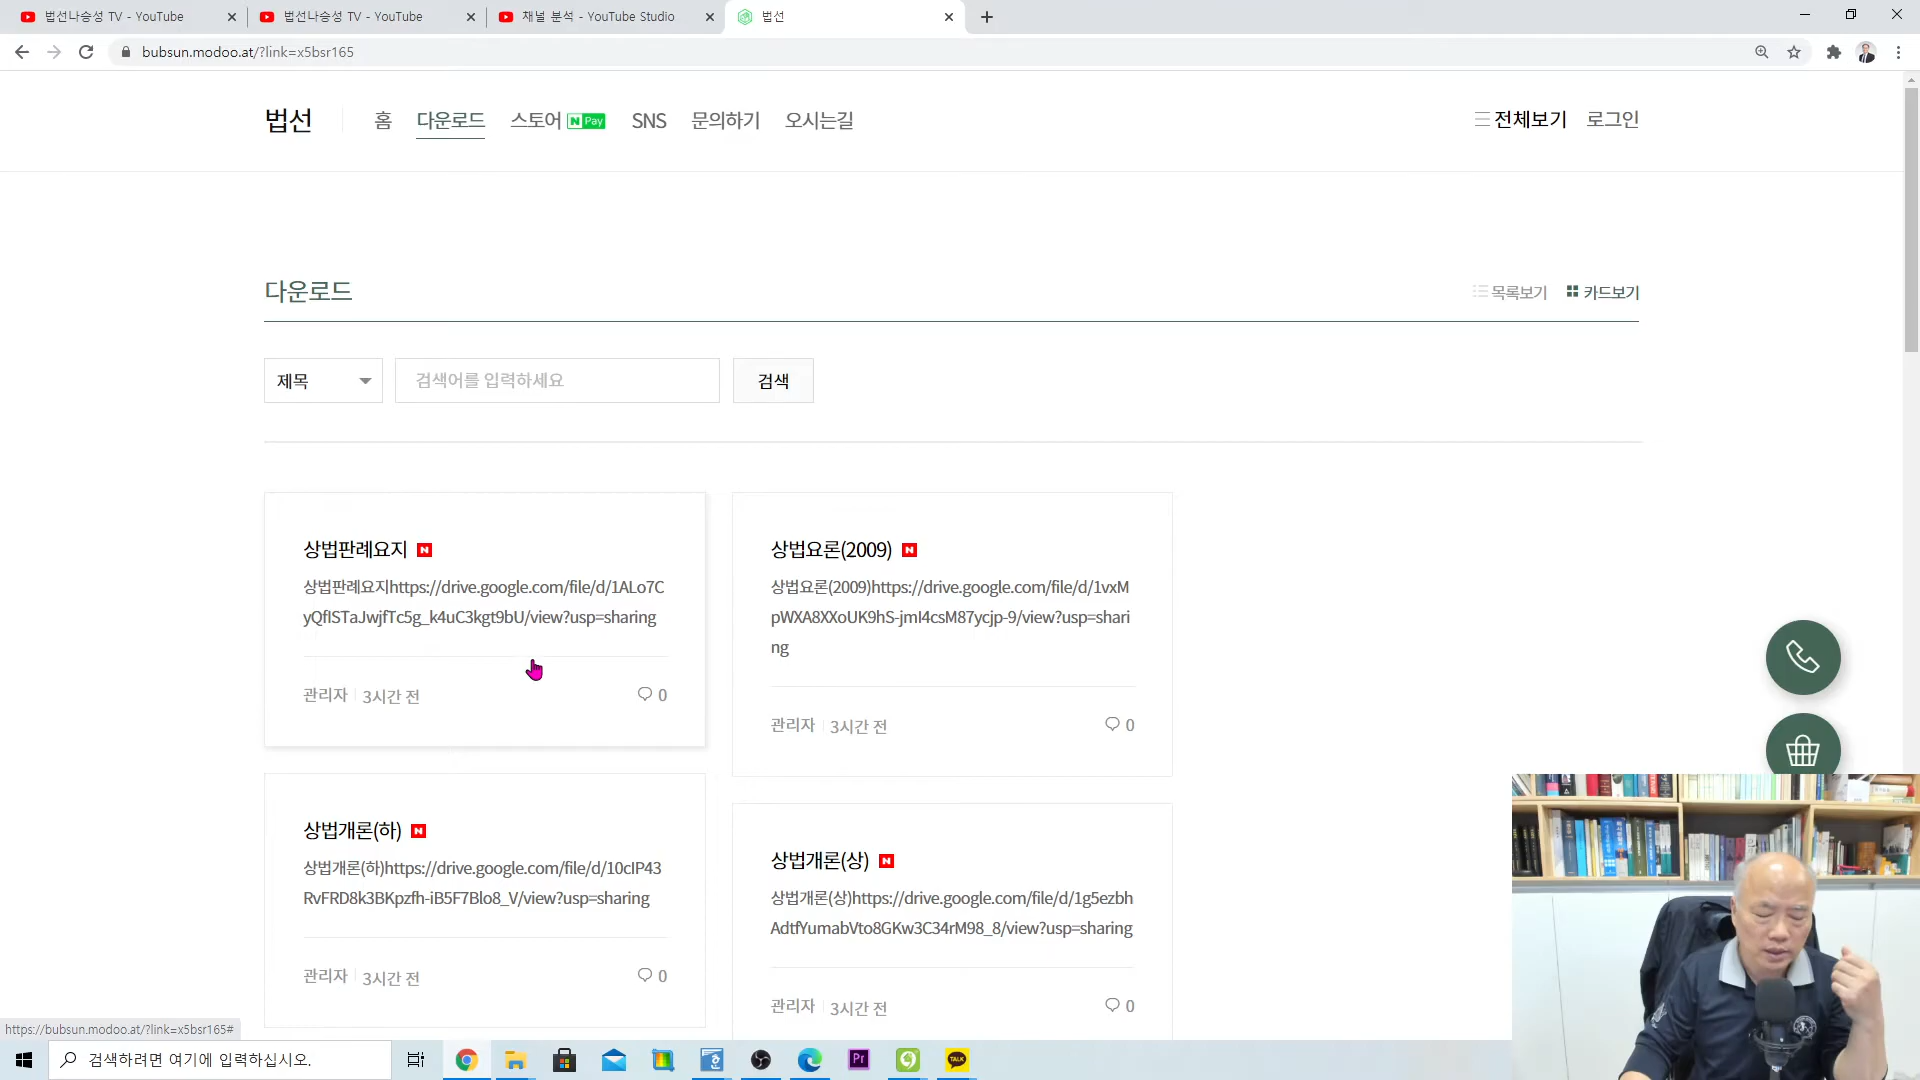 법선나승성 TV - YouTube
법선나승성 TV - YouTube
채널 분석 - YouTube Studio
법선
bubsun.modoo.at/?link=x5bsr165
법선
홈
다운로드
스토어
N Pay
SNS
문의하기
오시는길
전체보기
로그인
다운로드
목록보기
카드보기
제목
검색어를 입력하세요
검색
상법판례요지 N
상법판례요지https://drive.google.com/file/d/1ALo7C
yQfISTaJwjfTc5g_k4uC3kgt9bU/view?usp=sharing
관리자
3시간 전
0
상법요론(2009) N
상법요론(2009)https://drive.google.com/file/d/1vxM
pWXA8XXoUK9hS-jmI4csM87ycjp-9/view?usp=shari
ng
관리자
3시간 전
0
상법개론(하) N
상법개론(하)https://drive.google.com/file/d/10cIP43
RvFRD8k3BKpzfh-iB5F7Blo8_V/view?usp=sharing
관리자
3시간 전
0
상법개론(상) N
상법개론(상)https://drive.google.com/file/d/1g5ezbh
AdtfYumabVto8GKw3C34rM98_8/view?usp=sharing
관리자
3시간 전
0
https://bubsun.modoo.at/?link=x5bsr165#
검색하려면 여기에 입력하십시오.
Pr
TALK